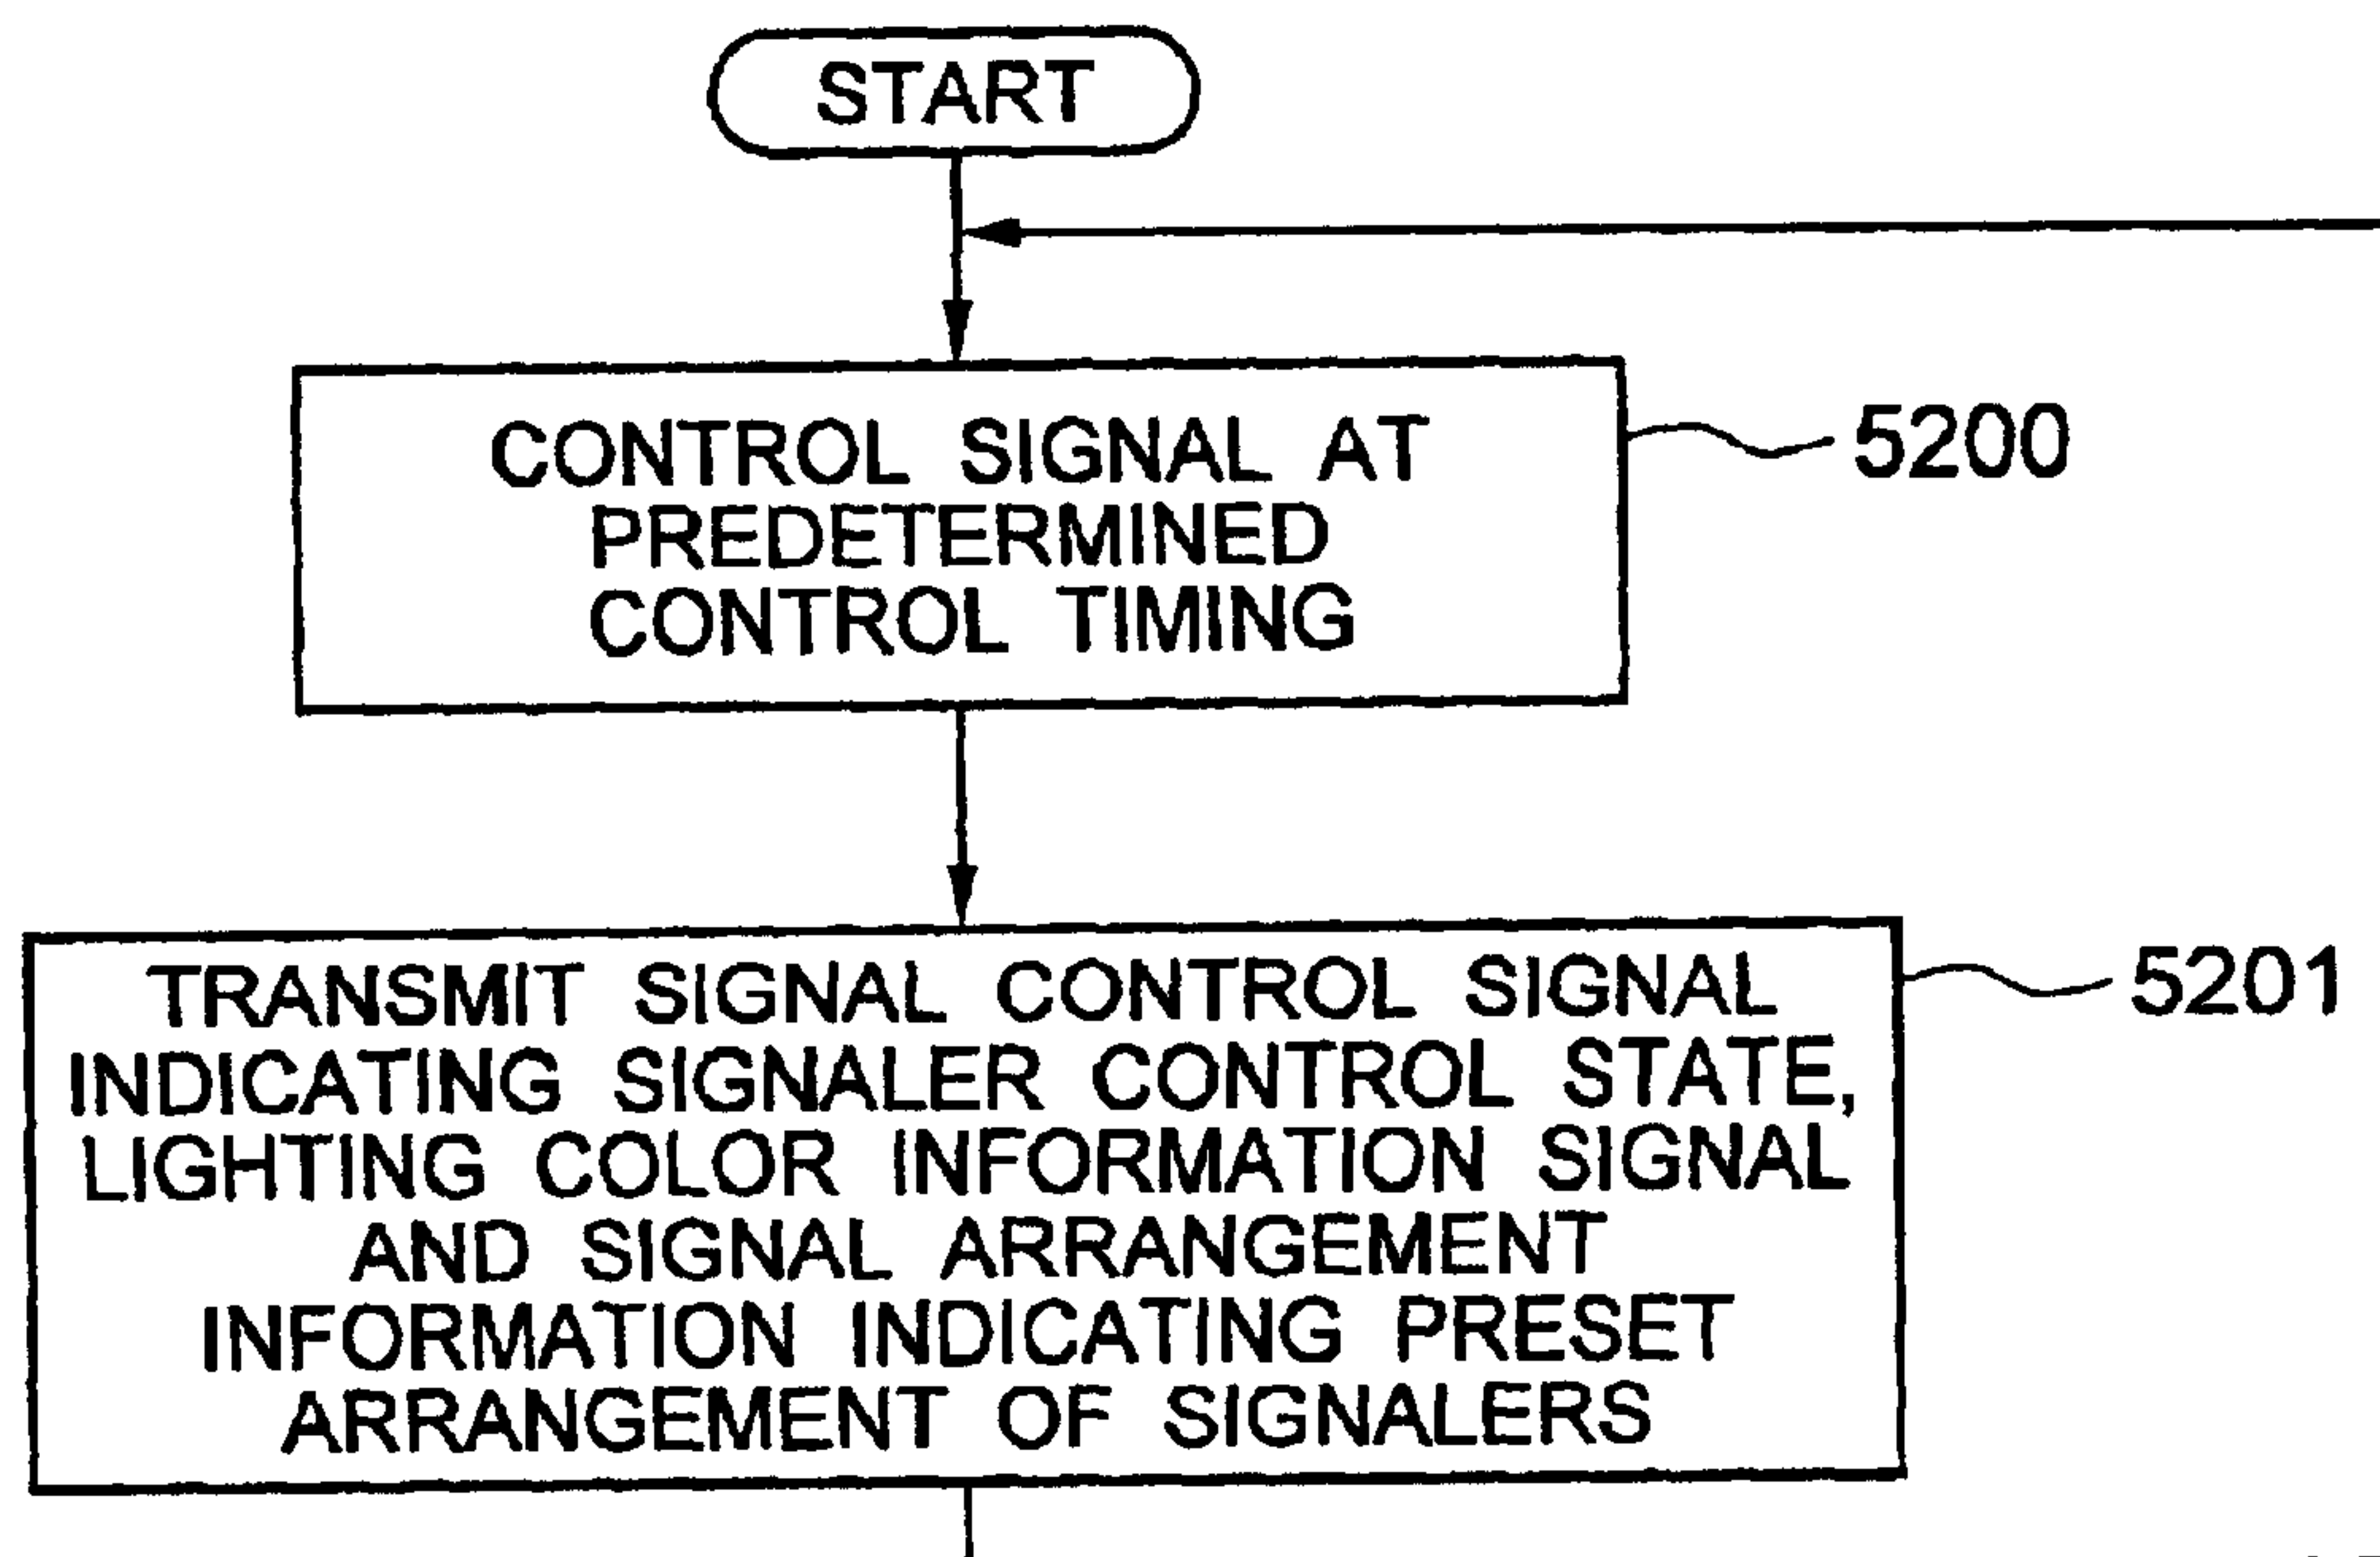 START
CONTROL SIGNAL AT
PREDETERMINED
CONTROL TIMING
5200
TRANSMIT SIGNAL CONTROL SIGNAL
INDICATING SIGNALER CONTROL STATE,
LIGHTING COLOR INFORMATION SIGNAL
AND SIGNAL ARRANGEMENT
INFORMATION INDICATING PRESET
ARRANGEMENT OF SIGNALERS
5201